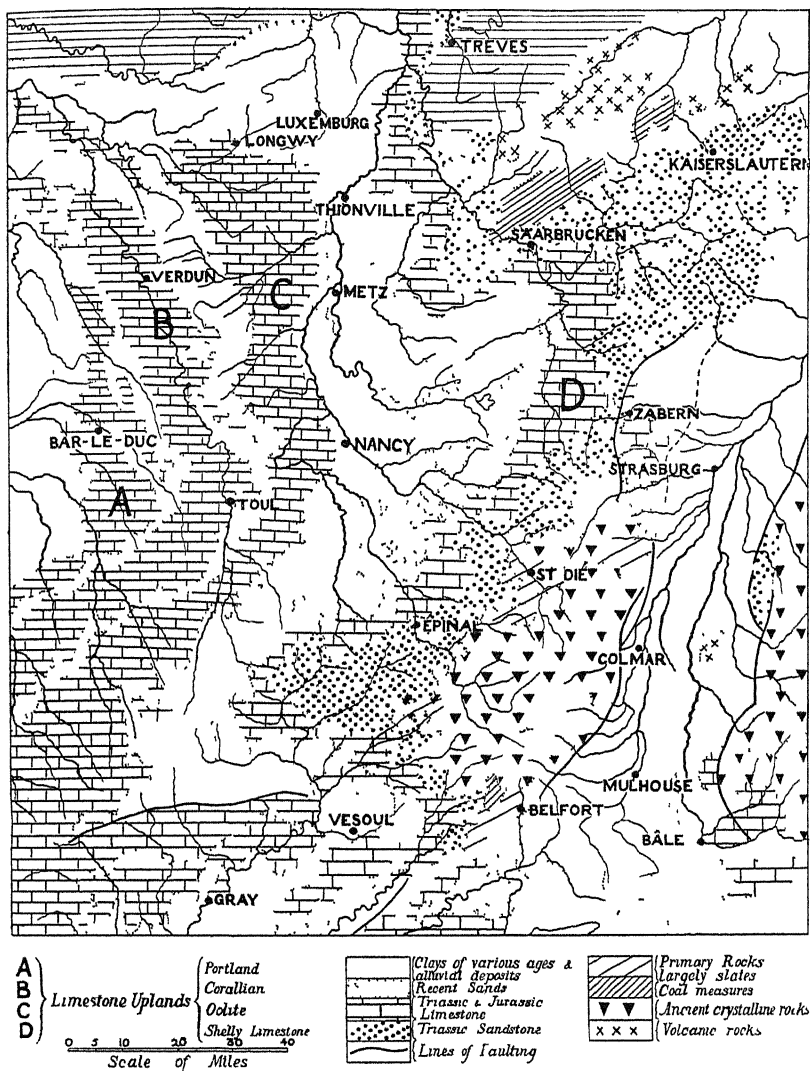 TREVES
LUXEMBURG
LONGWY
KAISERSLAUTERN
THIONVILLE
SAARBRUCKEN
VERDUN
C
METZ
B
D
ZABERN
BAR-LE-DUC
NANCY
STRASBURG
A
TOUL
ST DIE
EPINAL
COLMAR
MULHOUSE
VESOUL
BELFORT
BÂLE
GRAY
A
B
C
D
Limestone Uplands
Portland
Corallian
Oolite
Shelly Limestone
0 5 10 20 30 40
Scale of Miles
Clays of various ages &
alluvial deposits
Recent Sands
Triassic & Jurassic
Limestone
Triassic Sandstone
Lines of Faulting
Primary Rocks
largely slates
Coal measures
Ancient crystalline rocks
Volcanic rocks